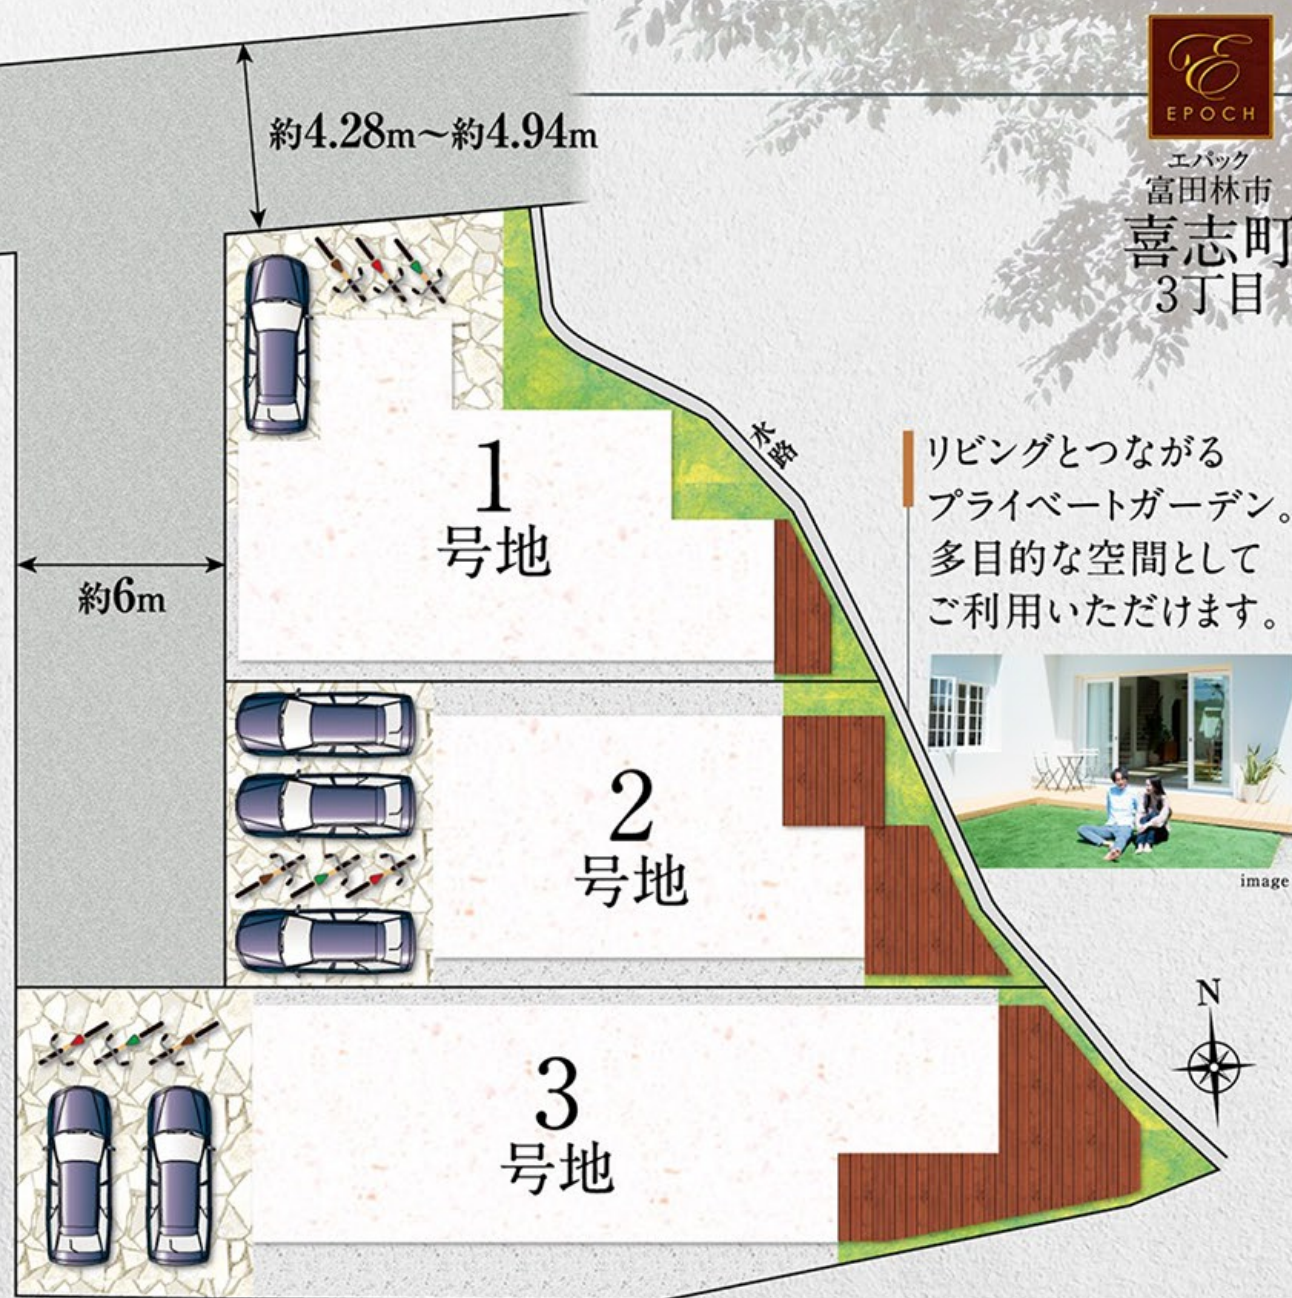 約4.28m〜約4.94m
E
EPOCH
エパック
富田林市
喜志町
3丁目
水路
リビングとつながる
プライベートガーデン。
多目的な空間として
ご利用いただけます。
image
約6m
1
号地
2
号地
3
号地
N